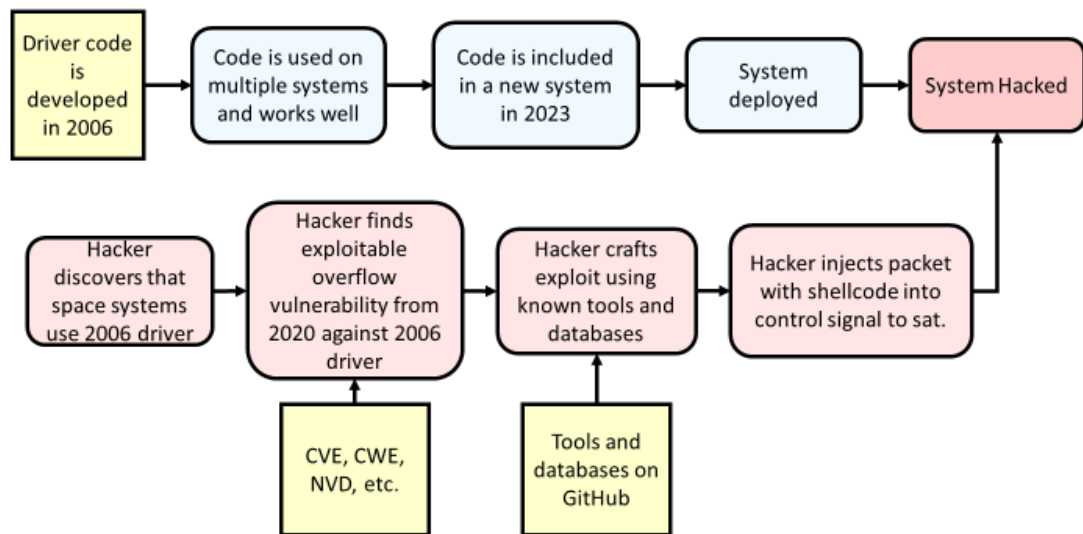 Driver code
is
developed
in 2006
Code is used on
multiple systems
and works well
Code is included
in a new system
in 2023
System
deployed
System Hacked
Hacker
discovers that
space systems
use 2006 driver
Hacker finds
exploitable
overflow
vulnerability from
2020 against 2006
driver
Hacker crafts
exploit using
known tools and
databases
Hacker injects packet
with shellcode into
control signal to sat.
CVE, CWE,
NVD, etc.
Tools and
databases on
GitHub